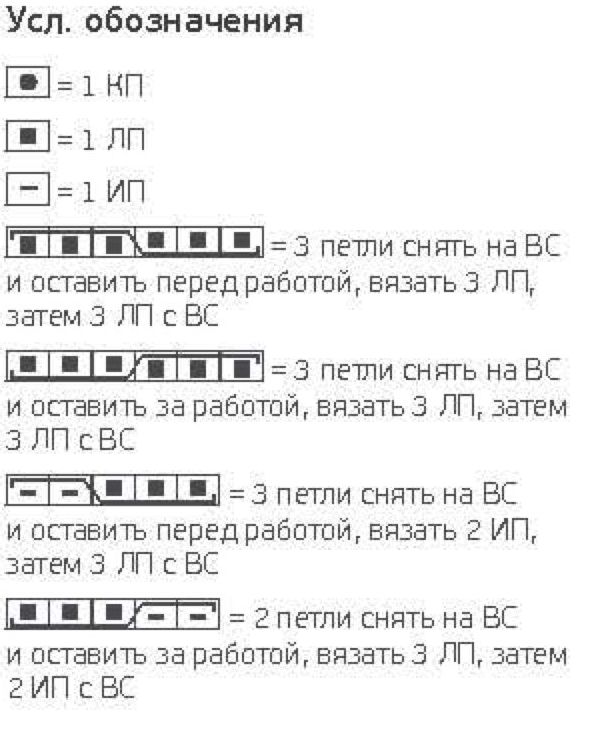 Усл. обозначения
= 1 КП
= 1 ЛП
= 1 ИП
= 3 петли снять на ВС
и оставить перед работой, вязать 3 ЛП,
затем 3 ЛП с ВС
= 3 петли снять на ВС
и оставить за работой, вязать 3 ЛП, затем
3 ЛП с ВС
= 3 петли снять на ВС
и оставить перед работой, вязать 2 ИП,
затем 3 ЛП с ВС
= 2 петли снять на ВС
и оставить за работой, вязать 3 ЛП, затем
2 ИП с ВС